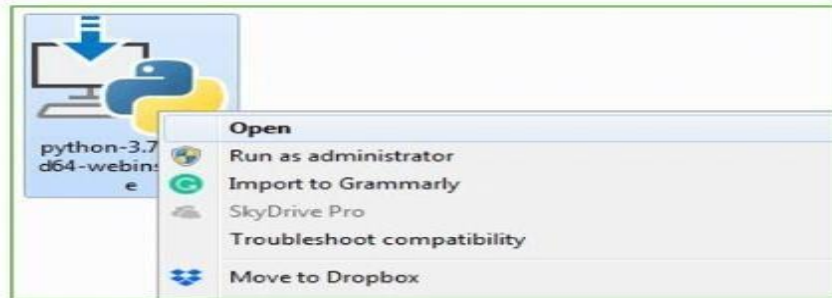 python-3.7
d64-webins
e
Open
Run as administrator
Import to Grammarly
SkyDrive Pro
Troubleshoot compatibility
Move to Dropbox